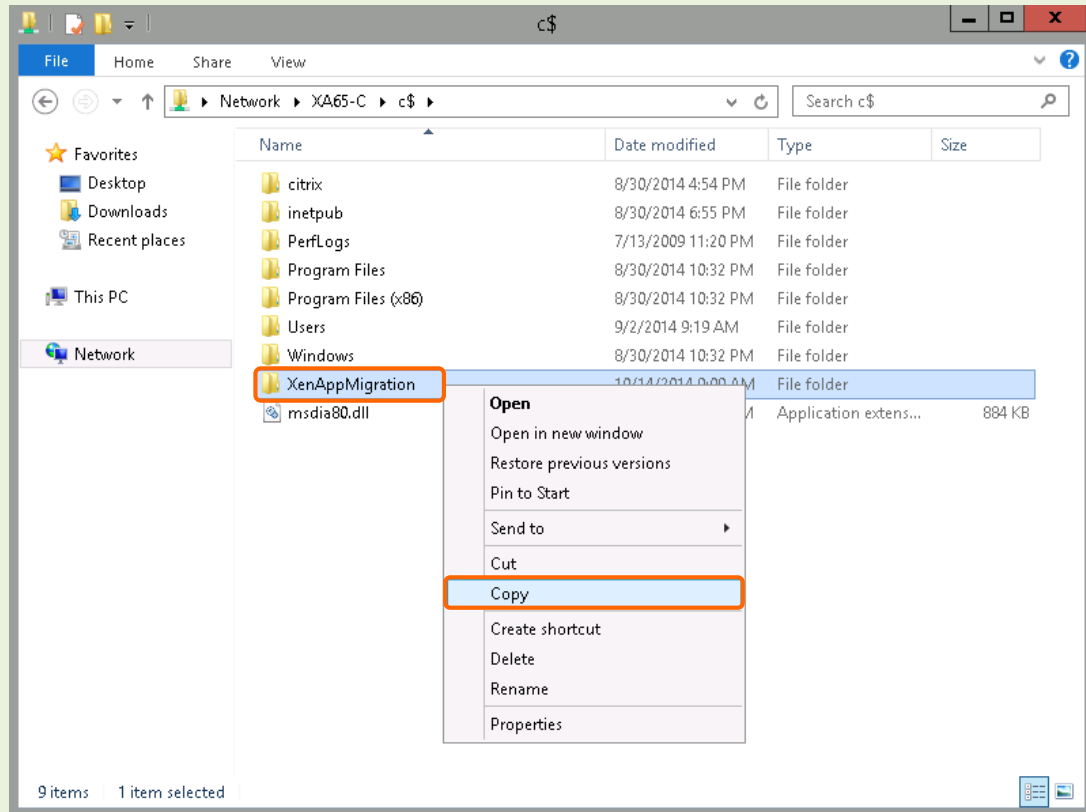 c$
File Home Share View
Network XA65-C c$ Search c$
Name Date modified Type Size
Favorites
Desktop
Downloads
Recent places
This PC
Network
citrix 8/30/2014 4:54 PM File folder
inetpub 8/30/2014 6:55 PM File folder
PerfLogs 7/13/2009 11:20 PM File folder
Program Files 8/30/2014 10:32 PM File folder
Program Files (x86) 8/30/2014 10:32 PM File folder
Users 9/2/2014 9:19 AM File folder
Windows 8/30/2014 10:32 PM File folder
XenAppMigration File folder
msdia80.dll Application extens... 884 KB
Open
Open in new window
Restore previous versions
Pin to Start
Send to
Cut
Copy
Create shortcut
Delete
Rename
Properties
9 items 1 item selected